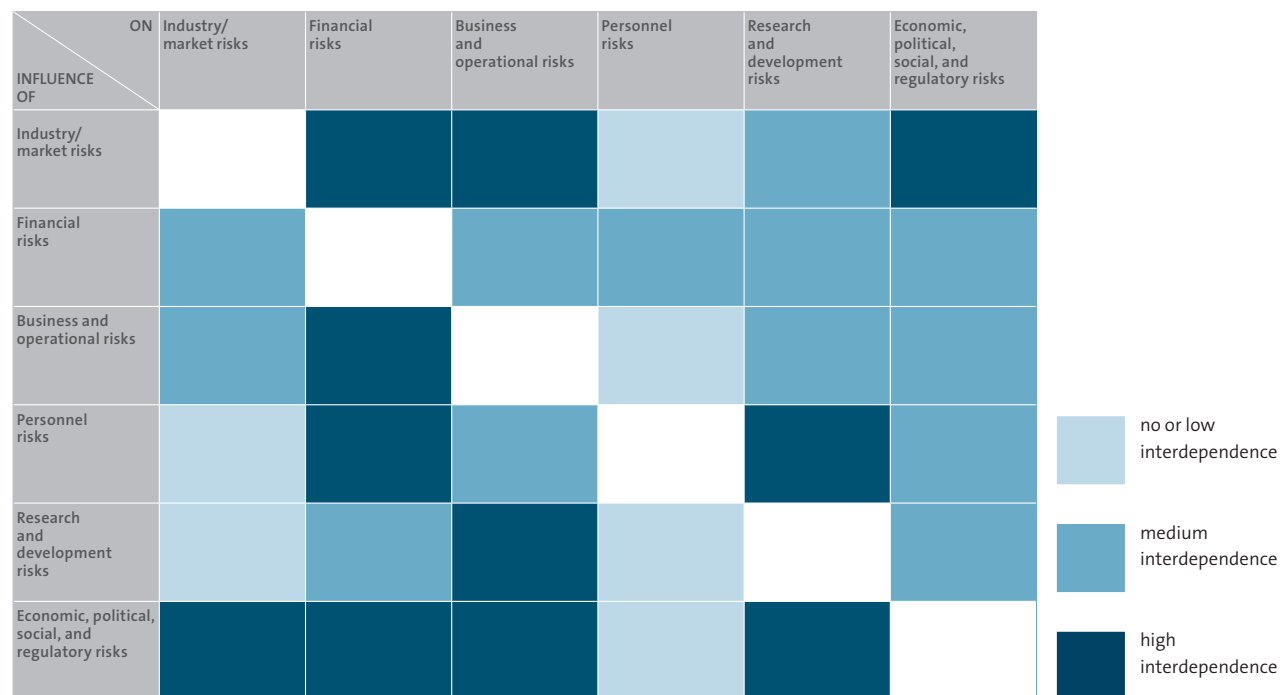 ON
INFLUENCE
OF
Industry/
market risks
Financial
risks
Business
and
operational risks
Personnel
risks
Research
and
development
risks
Economic,
political,
social, and
regulatory risks
Industry/
market risks
Financial
risks
Business and
operational risks
Personnel
risks
Research
and
development
risks
Economic, political,
social, and
regulatory risks
no or low
interdependence
medium
interdependence
high
interdependence